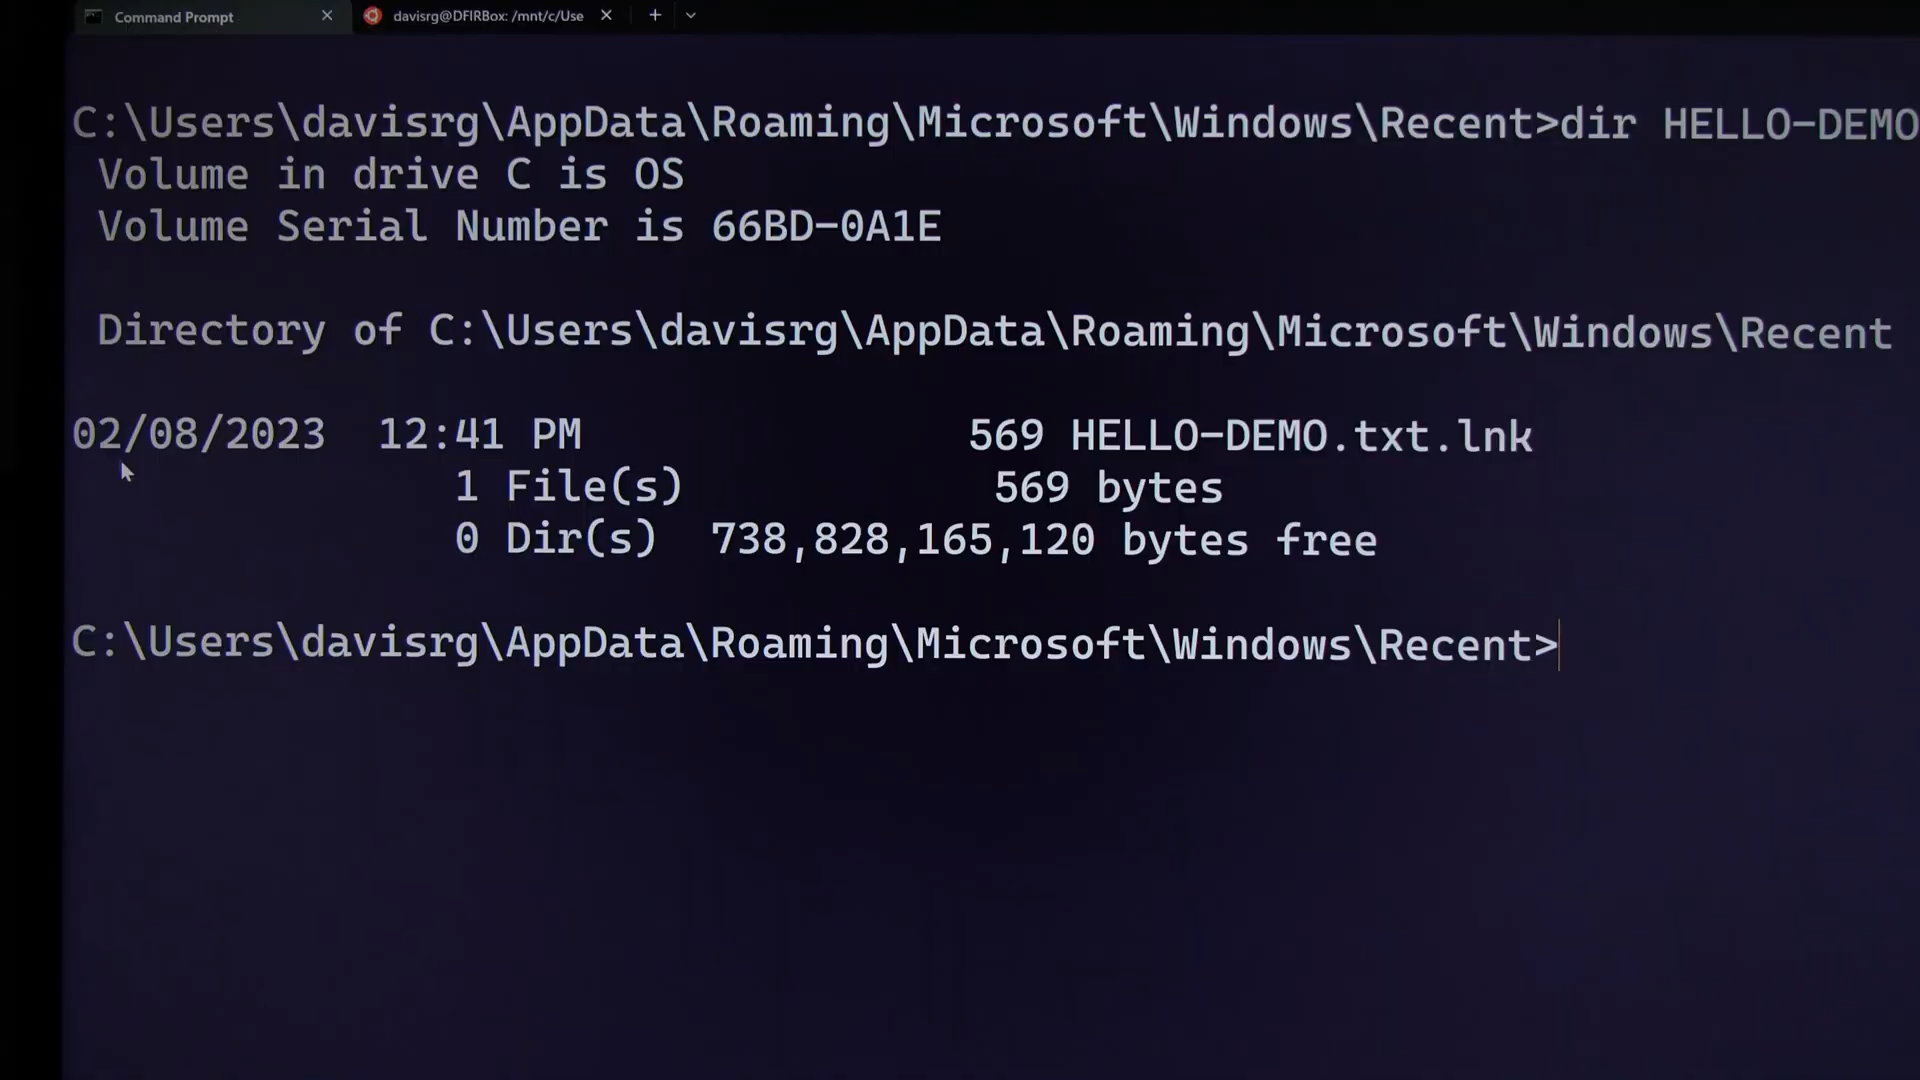 Command Prompt
davisrg@DFIRBox: /mnt/c/Use
C:\Users\davisrg\AppData\Roaming\Microsoft\Windows\Recent>dir HELLO-DEMO
Volume in drive C is OS
Volume Serial Number is 66BD-0A1E
Directory of C:\Users\davisrg\AppData\Roaming\Microsoft\Windows\Recent
02/08/2023 12:41 PM 569 HELLO-DEMO.txt.lnk
1 File(s) 569 bytes
0 Dir(s) 738,828,165,120 bytes free
C:\Users\davisrg\AppData\Roaming\Microsoft\Windows\Recent>